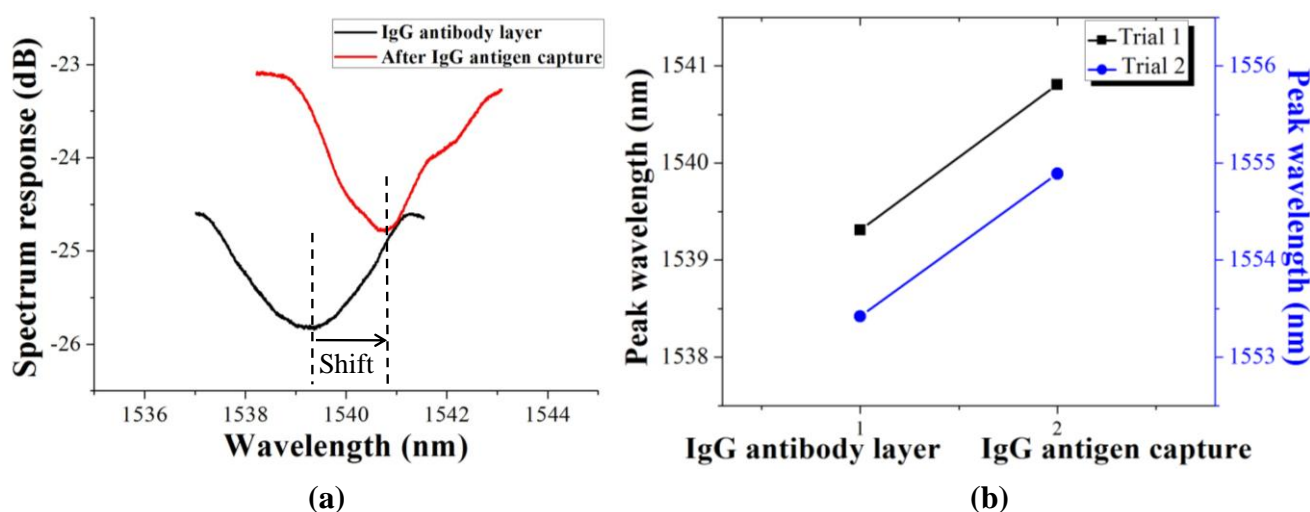 IgG antibody layer
After IgG antigen capture
Spectrum response (dB)
-23
-24
-25
-26
Shift
1536
1538
1540
1542
1544
Wavelength (nm)
(a)
Trial 1
Trial 2
Peak wavelength (nm)
1541
1540
1539
1538
1556
1555
1554
1553
Peak wavelength (nm)
1
2
IgG antibody layer
IgG antigen capture
(b)